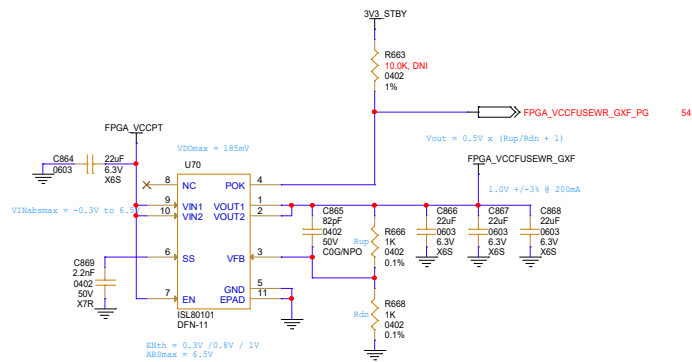 3V3_STBY
R663
10.0K, DNI
0402
1%
FPGA_VCCFUSEWR_GXF_PG 54
FPGA_VCCPT
VDOmax = 185mV
Vout = 0.5V x (Rup/Rdn + 1)
C864
0603
22uF
6.3V
X6S
U70
FPGA_VCCFUSEWR_GXF
1.0V +/-3% @ 200mA
8 NC
POK 4
9 VIN1
10 VIN2
VOUT1 1
VOUT2 2
VINabsmax = -0.3V to 6.5
C865
82pF
0402
50V
C0G/NPO
Rup
R666
1K
0402
0.1%
C866
22uF
0603
6.3V
X6S
C867
22uF
0603
6.3V
X6S
C868
22uF
0603
6.3V
X6S
6 SS
VFB 3
C869
2.2nF
0402
50V
X7R
7 EN
GND 5
EPAD 11
Rdn
R668
1K
0402
0.1%
ISL80101
DFN-11
ENth = 0.3V /0.8V / 1V
ABSmax = 6.5V